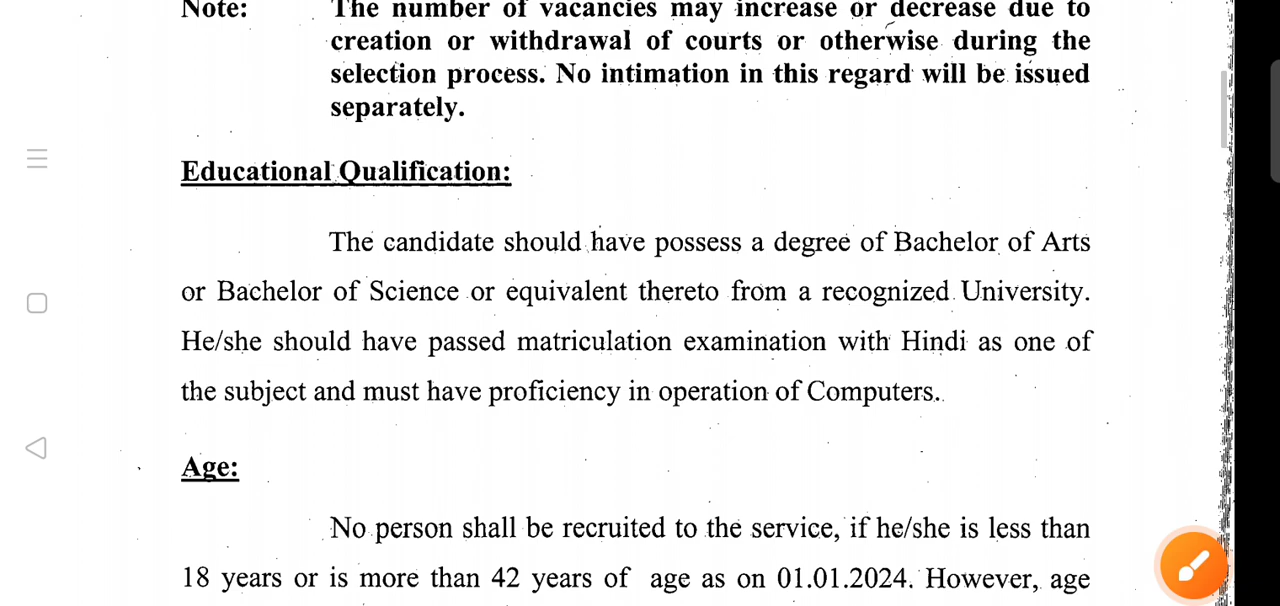 Note: The number of vacancies may increase or decrease due to
creation or withdrawal of courts or otherwise during the
selection process. No intimation in this regard will be issued
separately.
Educational Qualification:
The candidate should have possess a degree of Bachelor of Arts
or Bachelor of Science or equivalent thereto from a recognized University.
He/she should have passed matriculation examination with Hindi as one of
the subject and must have proficiency in operation of Computers.
Age:
No person shall be recruited to the service, if he/she is less than
18 years or is more than 42 years of age as on 01.01.2024. However, age